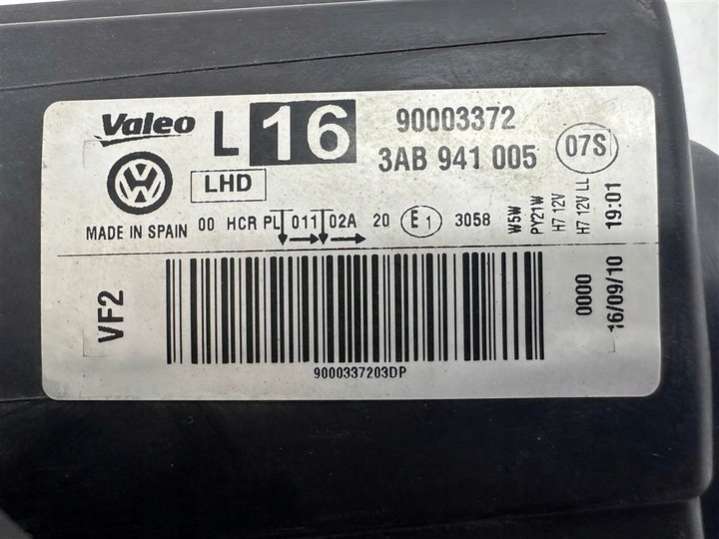 Valeo L 16 90003372
3AB 941 005 07S
LHD
MADE IN SPAIN 00 HCR PL 011 02A 20 E1 3058
W5W
PY21W
H7 12V
H7 12V LL
19:01
VF2
0000
16/09/10
9000337203DP